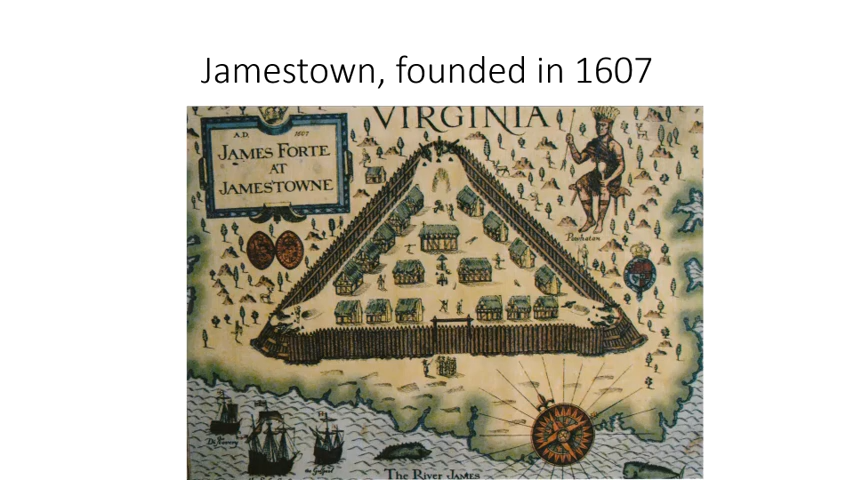 Jamestown, founded in 1607
VIRGINIA
A.D. 1607
JAMES FORTE
AT
JAMESTOWNE
Powhatan
The River JAMES